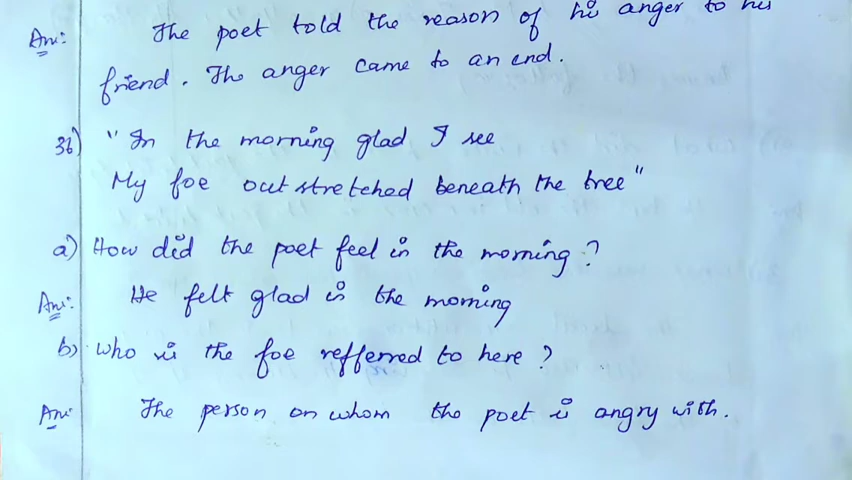 Ans: The poet told the reason of his anger to his
friend. The anger came to an end.
36) "In the morning glad I see
My foe outstretched beneath the tree"
a) How did the poet feel in the morning?
Ans: He felt glad in the morning
b) Who is the foe refferred to here?
Ans The person on whom the poet is angry with.